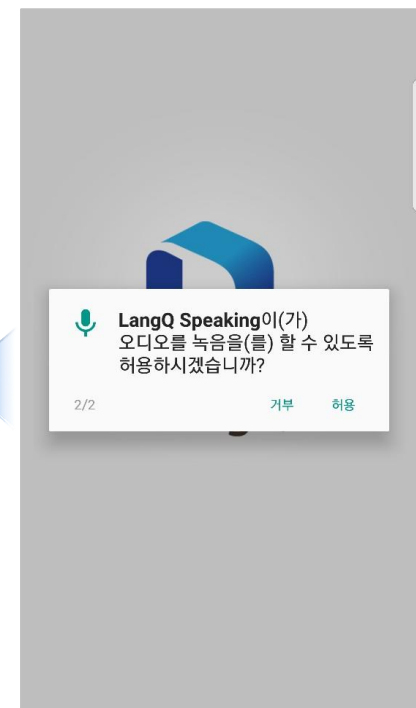 LangQ Speaking이(가)
오디오를 녹음을(를) 할 수 있도록
허용하시겠습니까?
2/2
거부
허용